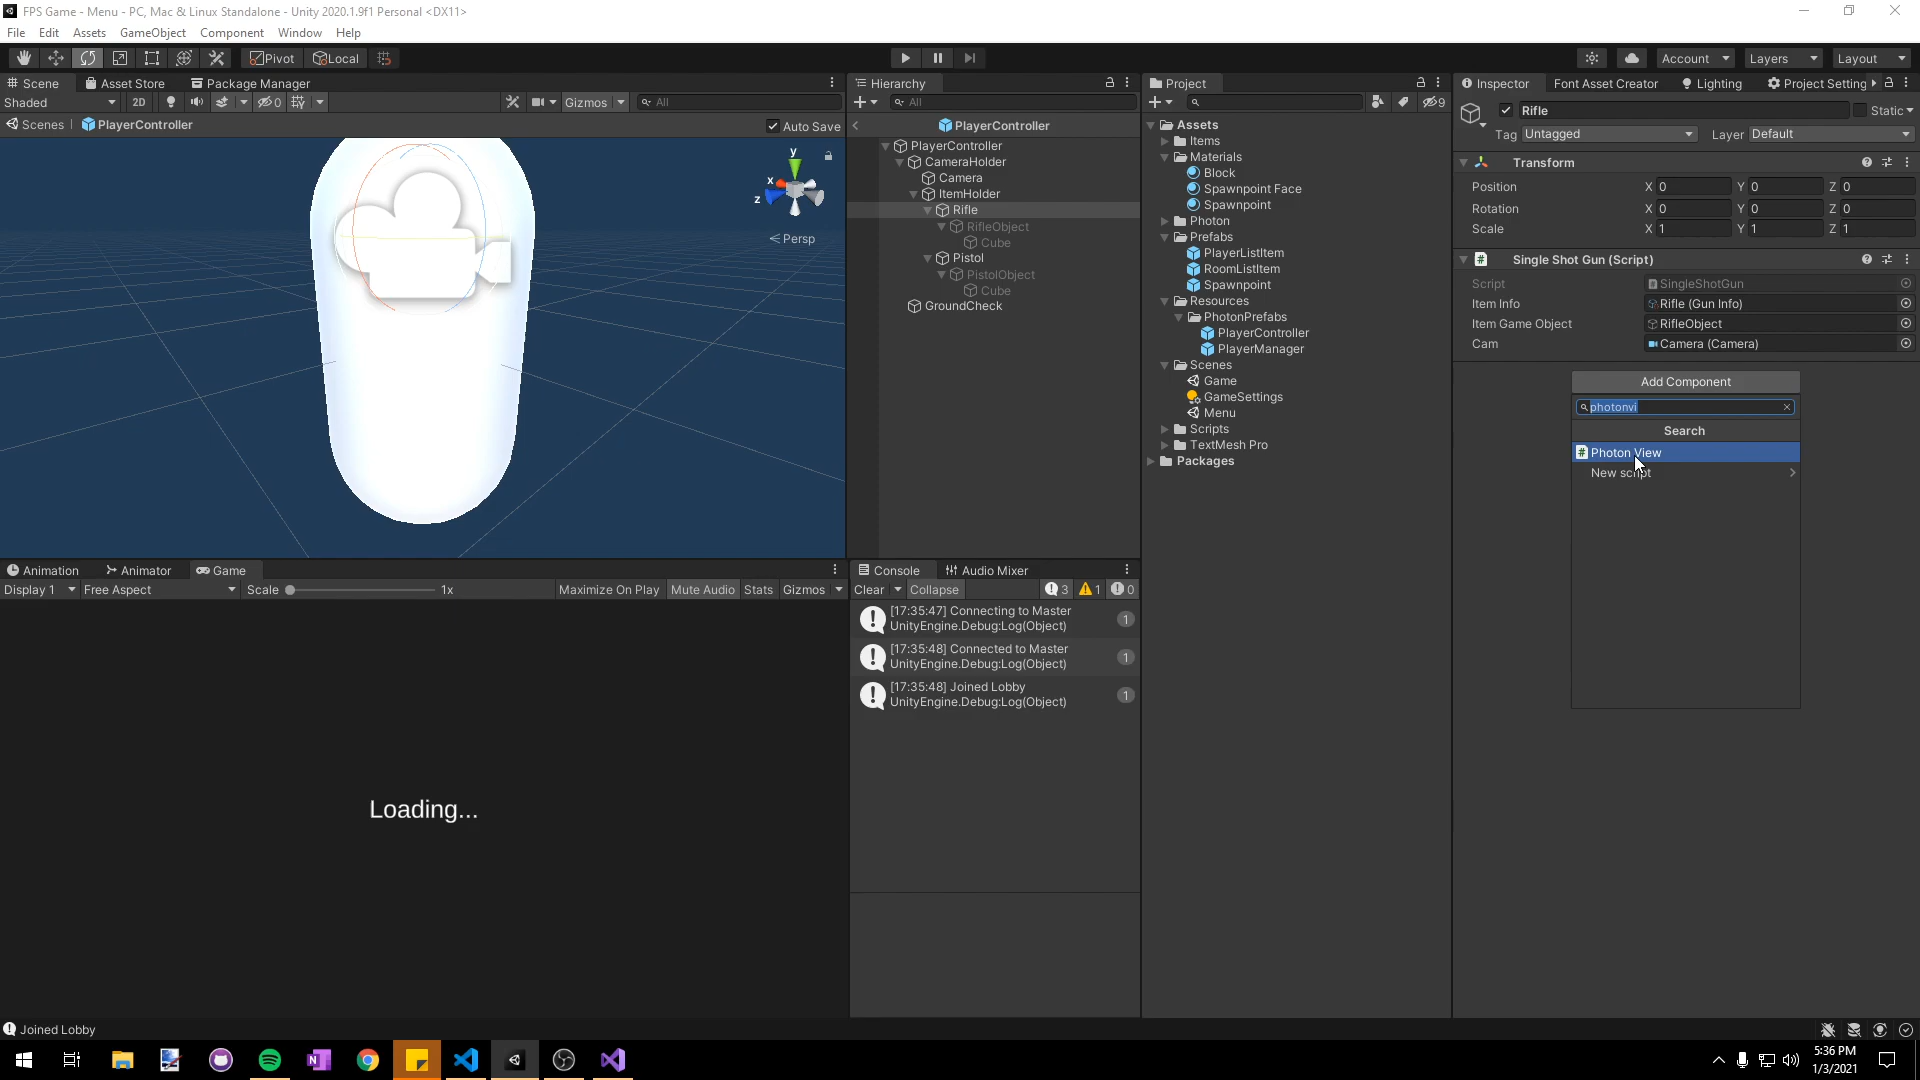 FPS Game - Menu - PC, Mac & Linux Standalone - Unity 2020.1.9f1 Personal <DX11>
File Edit Assets GameObject Component Window Help
Pivot Local Account Layers Layout
Scene Asset Store Package Manager
Shaded 2D 0 Gizmos All
Scenes PlayerController Auto Save
y
x
z
Persp
Hierarchy
All
PlayerController
PlayerController
CameraHolder
Camera
ItemHolder
Rifle
RifleObject
Cube
Pistol
PistolObject
Cube
GroundCheck
Project
9
Assets
Items
Materials
Block
Spawnpoint Face
Spawnpoint
Photon
Prefabs
PlayerListItem
RoomListItem
Spawnpoint
Resources
PhotonPrefabs
PlayerController
PlayerManager
Scenes
Game
GameSettings
Menu
Scripts
TextMesh Pro
Packages
Inspector Font Asset Creator Lighting Project Setting
Rifle Static
Tag Untagged Layer Default
Transform
Position X 0 Y 0 Z 0
Rotation X 0 Y 0 Z 0
Scale X 1 Y 1 Z 1
# Single Shot Gun (Script)
Script SingleShotGun
Item Info Rifle (Gun Info)
Item Game Object RifleObject
Cam Camera (Camera)
Add Component
photonvi
Search
# Photon View
New script
Animation Animator Game
Display 1 Free Aspect Scale 1x Maximize On Play Mute Audio Stats Gizmos
Loading...
Console Audio Mixer
Clear Collapse 3 1 0
[17:35:47] Connecting to Master
UnityEngine.Debug:Log(Object)
1
[17:35:48] Connected to Master
UnityEngine.Debug:Log(Object)
1
[17:35:48] Joined Lobby
UnityEngine.Debug:Log(Object)
1
Joined Lobby
5:36 PM
1/3/2021